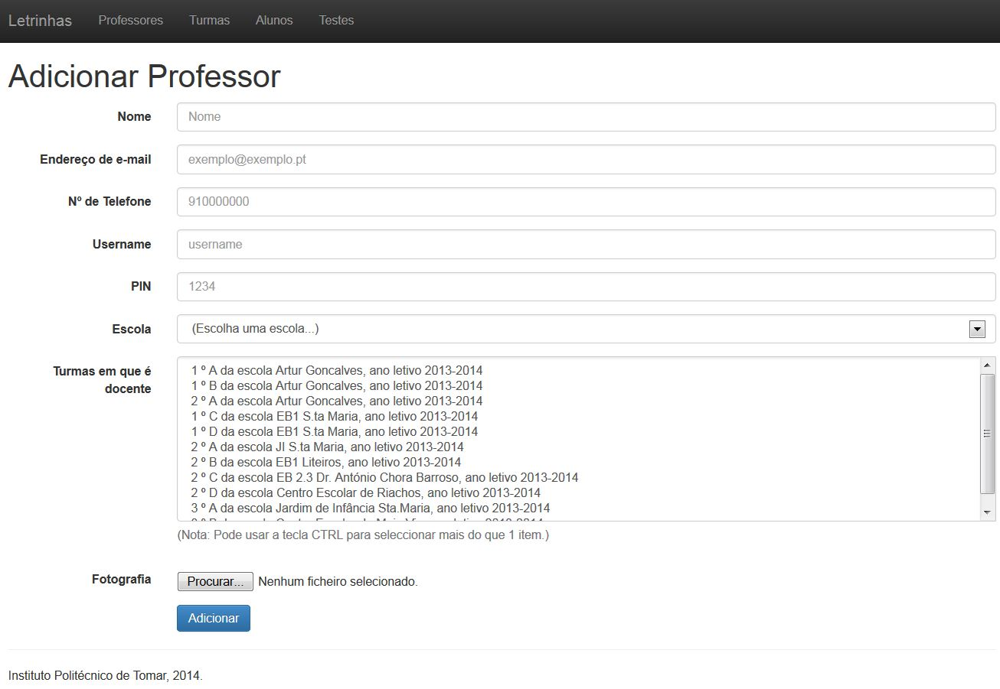 Letrinhas Professores Turmas Alunos Testes
Adicionar Professor
Nome Nome
Endereço de e-mail exemplo@exemplo.pt
Nº de Telefone 910000000
Username username
PIN 1234
Escola (Escolha uma escola...)
Turmas em que é
docente
1 º A da escola Artur Goncalves, ano letivo 2013-2014
1 º B da escola Artur Goncalves, ano letivo 2013-2014
2 º A da escola Artur Goncalves, ano letivo 2013-2014
1 º C da escola EB1 S.ta Maria, ano letivo 2013-2014
1 º D da escola EB1 S.ta Maria, ano letivo 2013-2014
2 º A da escola JI S.ta Maria, ano letivo 2013-2014
2 º B da escola EB1 Liteiros, ano letivo 2013-2014
2 º C da escola EB 2.3 Dr. António Chora Barroso, ano letivo 2013-2014
2 º D da escola Centro Escolar de Riachos, ano letivo 2013-2014
3 º A da escola Jardim de Infância Sta.Maria, ano letivo 2013-2014
(Nota: Pode usar a tecla CTRL para seleccionar mais do que 1 item.)
Fotografia Procurar... Nenhum ficheiro selecionado.
Adicionar
Instituto Politécnico de Tomar, 2014.